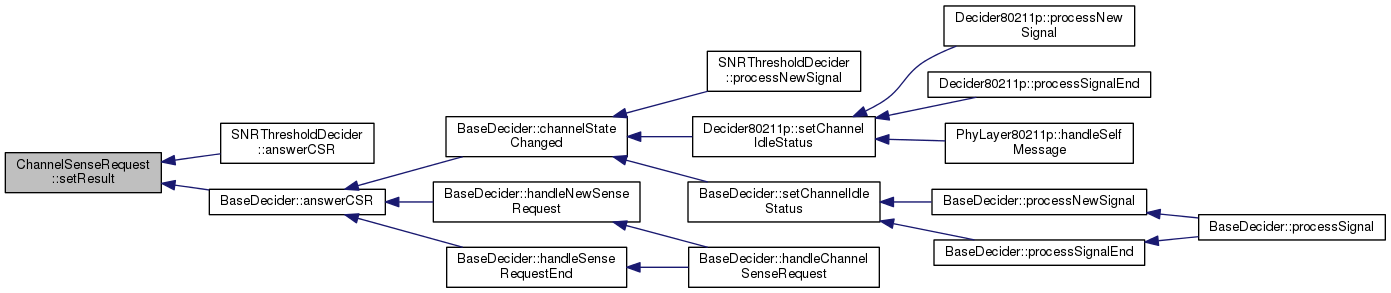 ChannelSenseRequest
::setResult
SNRThresholdDecider
::answerCSR
BaseDecider::answerCSR
BaseDecider::channelState
Changed
BaseDecider::handleNewSense
Request
BaseDecider::handleSense
RequestEnd
SNRThresholdDecider
::processNewSignal
Decider80211p::setChannel
IdleStatus
BaseDecider::setChannelIdle
Status
BaseDecider::handleChannel
SenseRequest
Decider80211p::processNew
Signal
Decider80211p::processSignalEnd
PhyLayer80211p::handleSelf
Message
BaseDecider::processNewSignal
BaseDecider::processSignalEnd
BaseDecider::processSignal